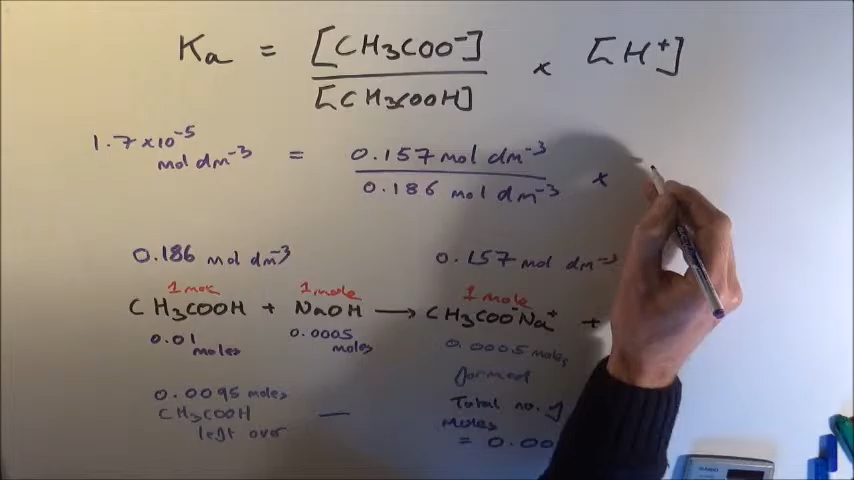 Ka = [CH3COO⁻] x [H⁺]
[CH3COOH]
1.7 x 10⁻⁵ mol dm⁻³ = 0.157 mol dm⁻³ x
0.186 mol dm⁻³
0.186 mol dm⁻³ 0.157 mol dm⁻³
1 mole 1 mole 1 mole
CH3COOH + NaOH → CH3COO⁻Na⁺ +
0.01 moles 0.0005 moles 0.0005 moles formed
0.0095 moles CH3COOH left over — Total no. of moles
= 0.00
CASIO